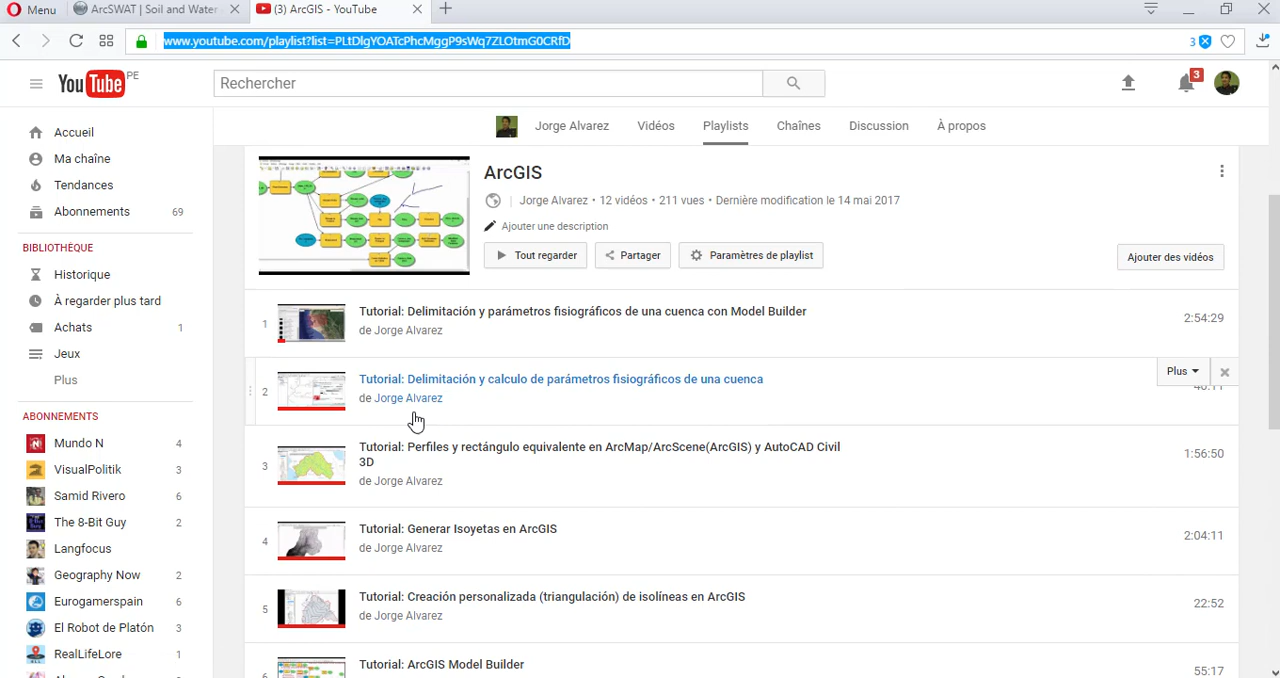 Menu
ArcSWAT | Soil and Water
(3) ArcGIS - YouTube
www.youtube.com/playlist?list=PLtDlgYOATcPhcMggP9sWq7ZLOtmG0CRfD
3
YouTube PE
Rechercher
3
Accueil
Ma chaîne
Tendances
Abonnements 69
BIBLIOTHÈQUE
Historique
À regarder plus tard
Achats 1
Jeux
Plus
ABONNEMENTS
Mundo N 4
VisualPolitik 3
Samid Rivero 6
The 8-Bit Guy 2
Langfocus
Geography Now 2
Eurogamerspain 6
El Robot de Platón 3
RealLifeLore 1
Jorge Alvarez Vidéos Playlists Chaînes Discussion À propos
ArcGIS
Jorge Alvarez • 12 vidéos • 211 vues • Dernière modification le 14 mai 2017
Ajouter une description
Tout regarder Partager Paramètres de playlist Ajouter des vidéos
1 Tutorial: Delimitación y parámetros fisiográficos de una cuenca con Model Builder 2:54:29
de Jorge Alvarez
2 Tutorial: Delimitación y calculo de parámetros fisiográficos de una cuenca Plus
de Jorge Alvarez
3 Tutorial: Perfiles y rectángulo equivalente en ArcMap/ArcScene(ArcGIS) y AutoCAD Civil 1:56:50
3D
de Jorge Alvarez
4 Tutorial: Generar Isoyetas en ArcGIS 2:04:11
de Jorge Alvarez
5 Tutorial: Creación personalizada (triangulación) de isolíneas en ArcGIS 22:52
de Jorge Alvarez
Tutorial: ArcGIS Model Builder 55:17